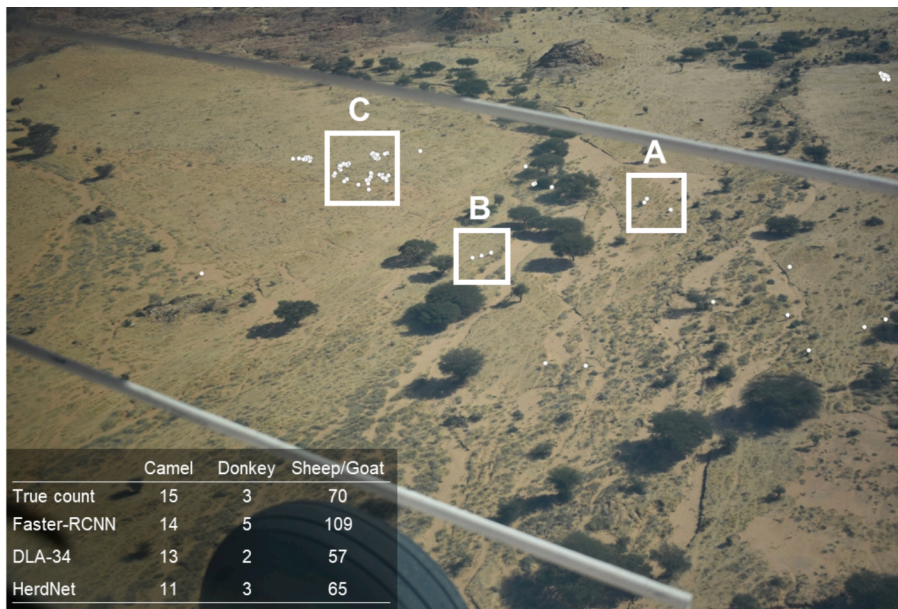 C
A
B
Camel Donkey Sheep/Goat
True count 15 3 70
Faster-RCNN 14 5 109
DLA-34 13 2 57
HerdNet 11 3 65